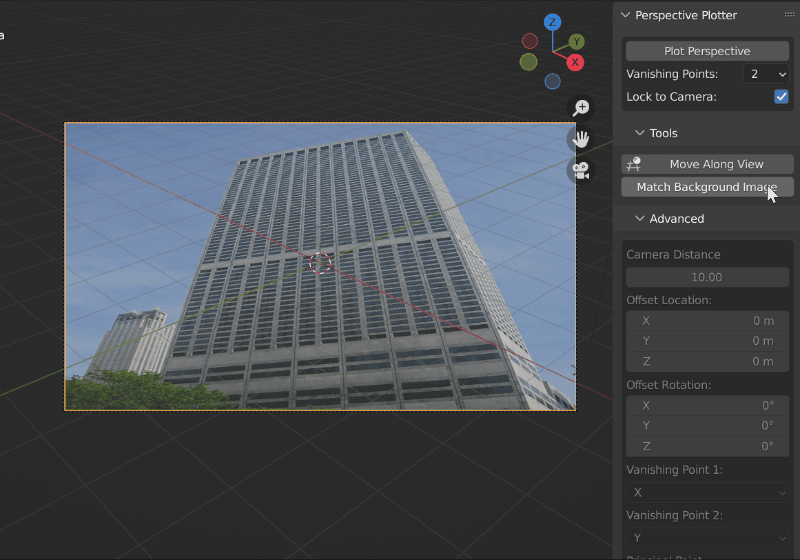 a
Z
Y
X
Perspective Plotter
Plot Perspective
Vanishing Points: 2
Lock to Camera:
Tools
Move Along View
Match Background Image
Advanced
Camera Distance
10.00
Offset Location:
X 0 m
Y 0 m
Z 0 m
Offset Rotation:
X 0°
Y 0°
Z 0°
Vanishing Point 1:
X
Vanishing Point 2:
Y
Principal Point